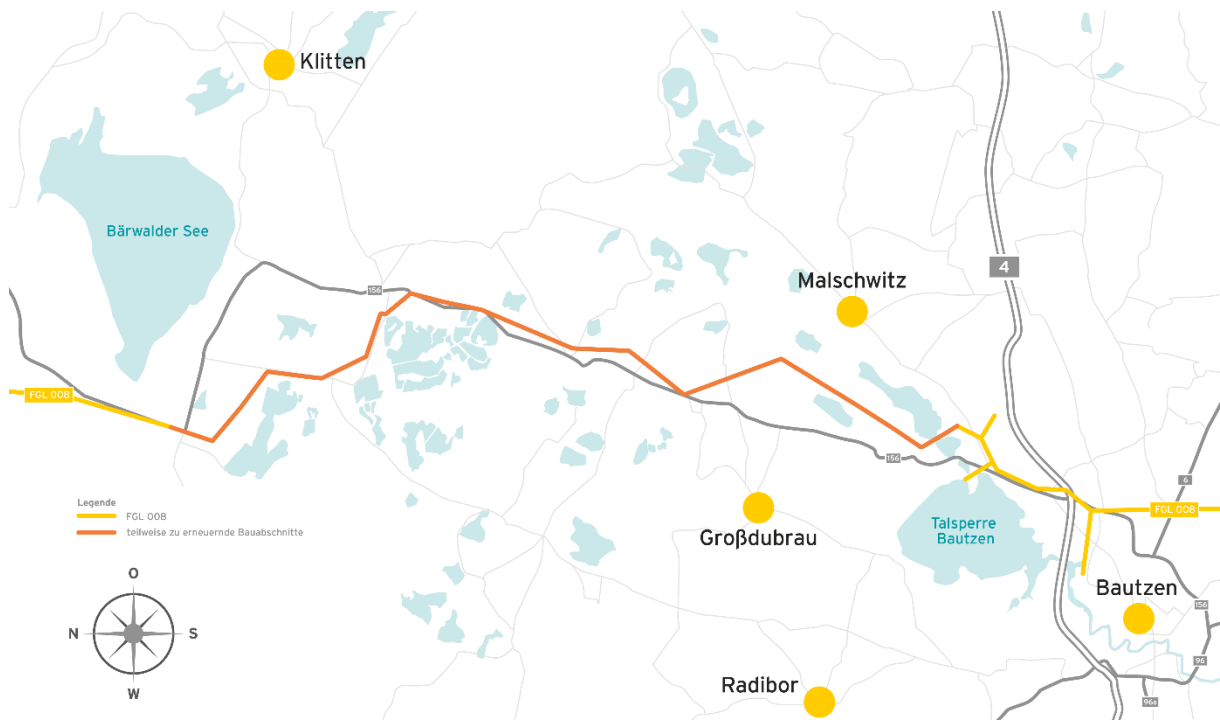 Klitten
Bärwalder See
156
4
Malschwitz
FGL 008
156
6
FGL 008
Legende
FGL 008
teilweise zu erneuernde Bauabschnitte
Großdubrau
Talsperre
Bautzen
Bautzen
156
O
N
S
W
96
Radibor
96a